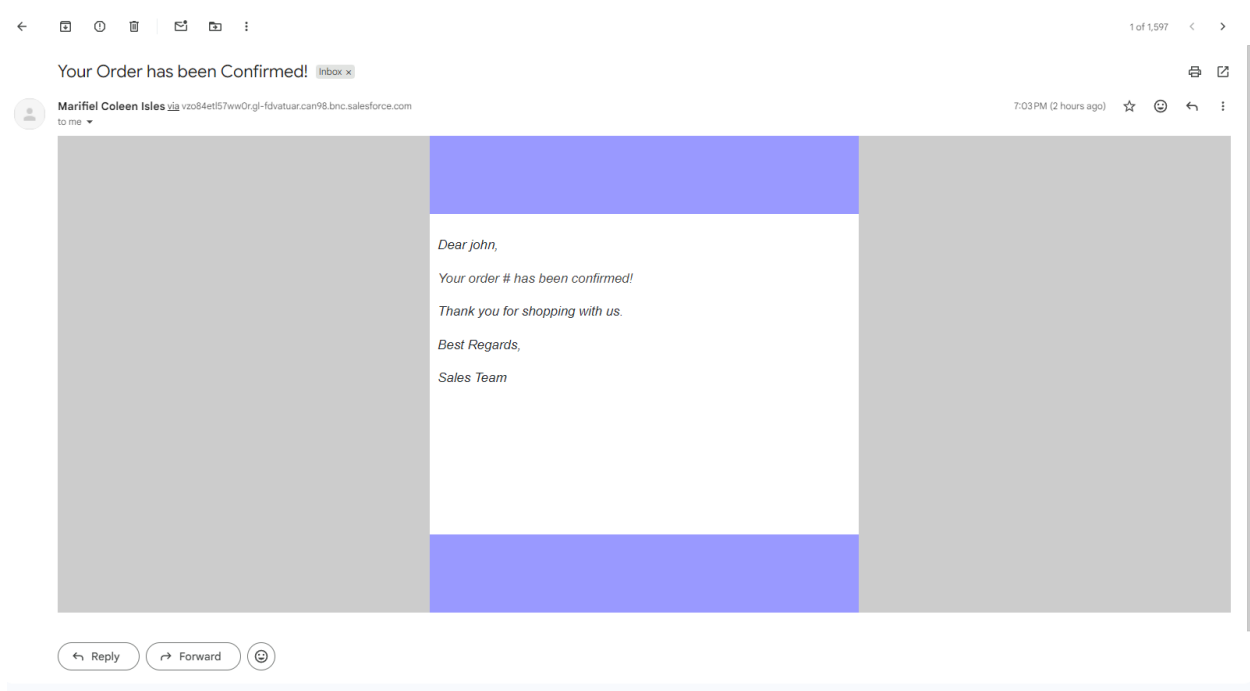 1 of 1,597
Your Order has been Confirmed! Inbox x
Marifiel Coleen Isles via vzo84etl57ww0r.gl-fdvatuar.can98.bnc.salesforce.com 7:03 PM (2 hours ago)
to me
Dear john,
Your order # has been confirmed!
Thank you for shopping with us.
Best Regards,
Sales Team
Reply Forward